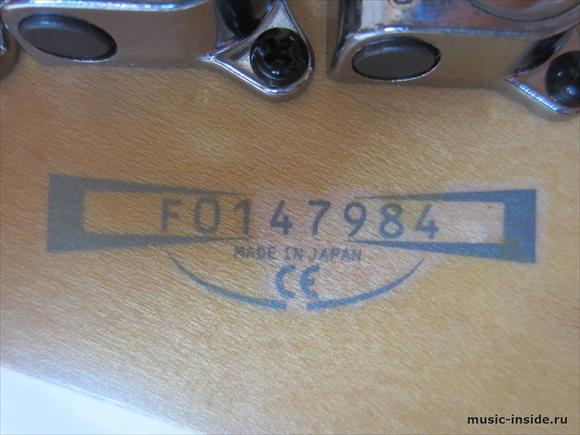 F0147984
MADE IN JAPAN
CE
music-inside.ru